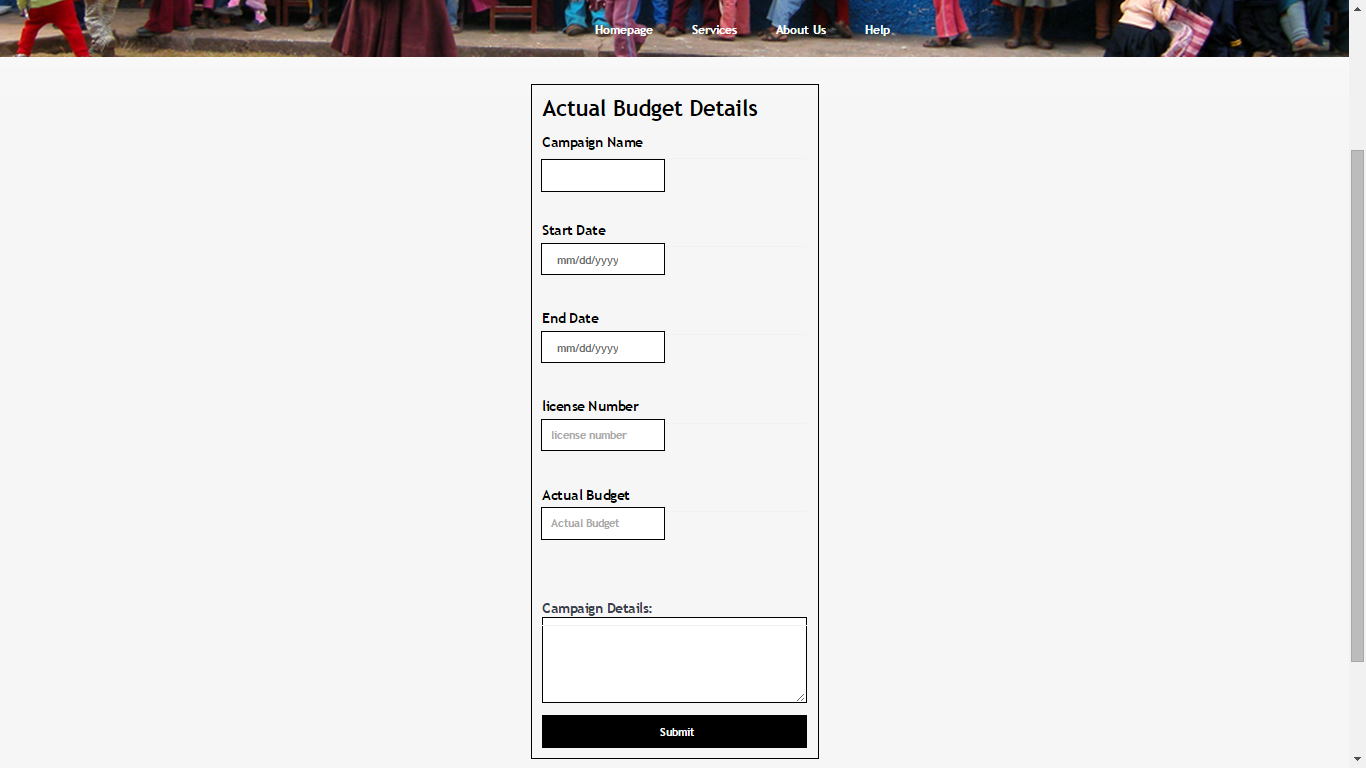 Homepage Services About Us Help
Actual Budget Details
Campaign Name
Start Date
mm/dd/yyyy
End Date
mm/dd/yyyy
license Number
license number
Actual Budget
Actual Budget
Campaign Details:
Submit